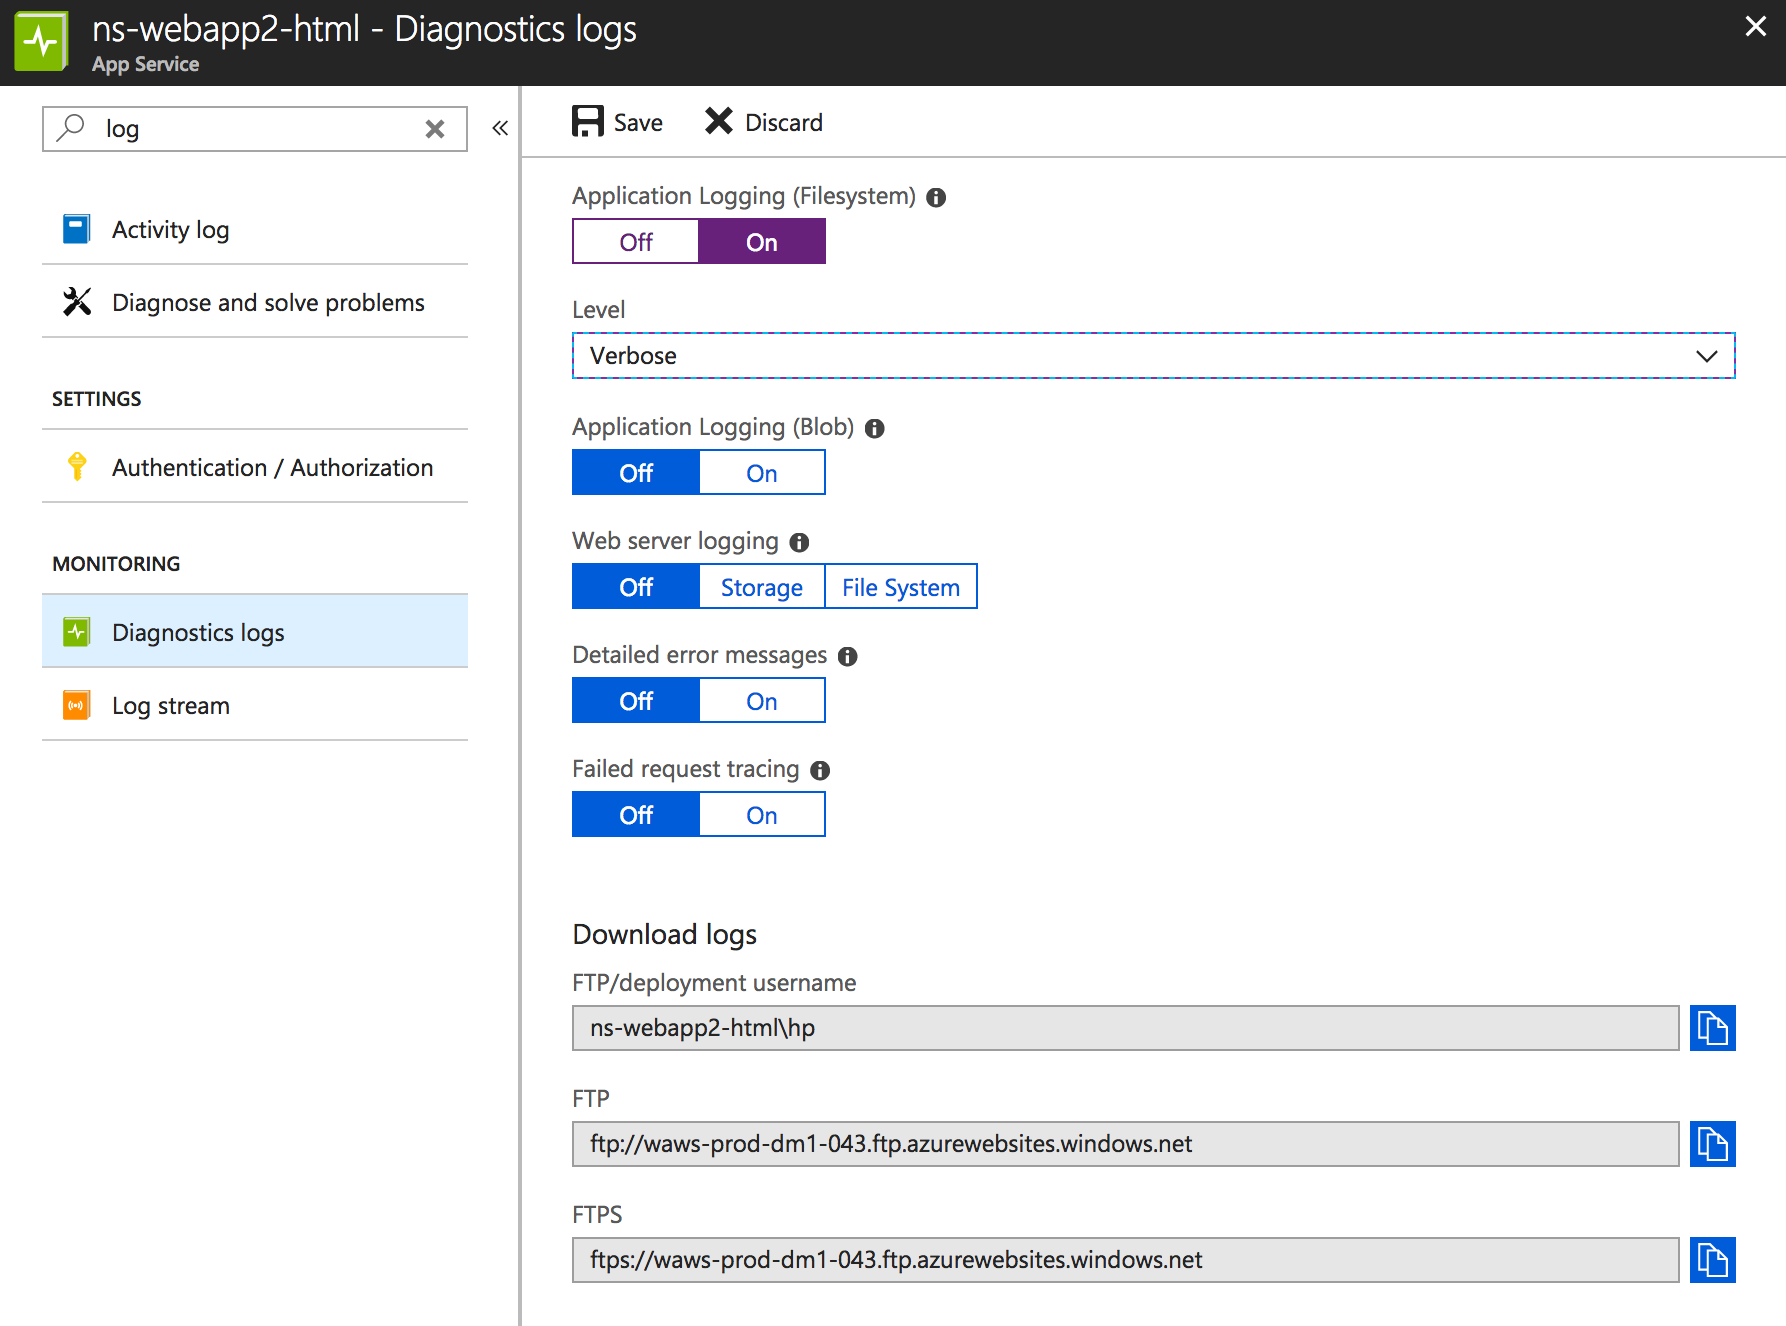 ns-webapp2-html - Diagnostics logs
App Service
log
Activity log
Diagnose and solve problems
SETTINGS
Authentication / Authorization
MONITORING
Diagnostics logs
Log stream
Save
Discard
Application Logging (Filesystem)
Off
On
Level
Verbose
Application Logging (Blob)
Off
On
Web server logging
Off
Storage
File System
Detailed error messages
Off
On
Failed request tracing
Off
On
Download logs
FTP/deployment username
ns-webapp2-html\hp
FTP
ftp://waws-prod-dm1-043.ftp.azurewebsites.windows.net
FTPS
ftps://waws-prod-dm1-043.ftp.azurewebsites.windows.net